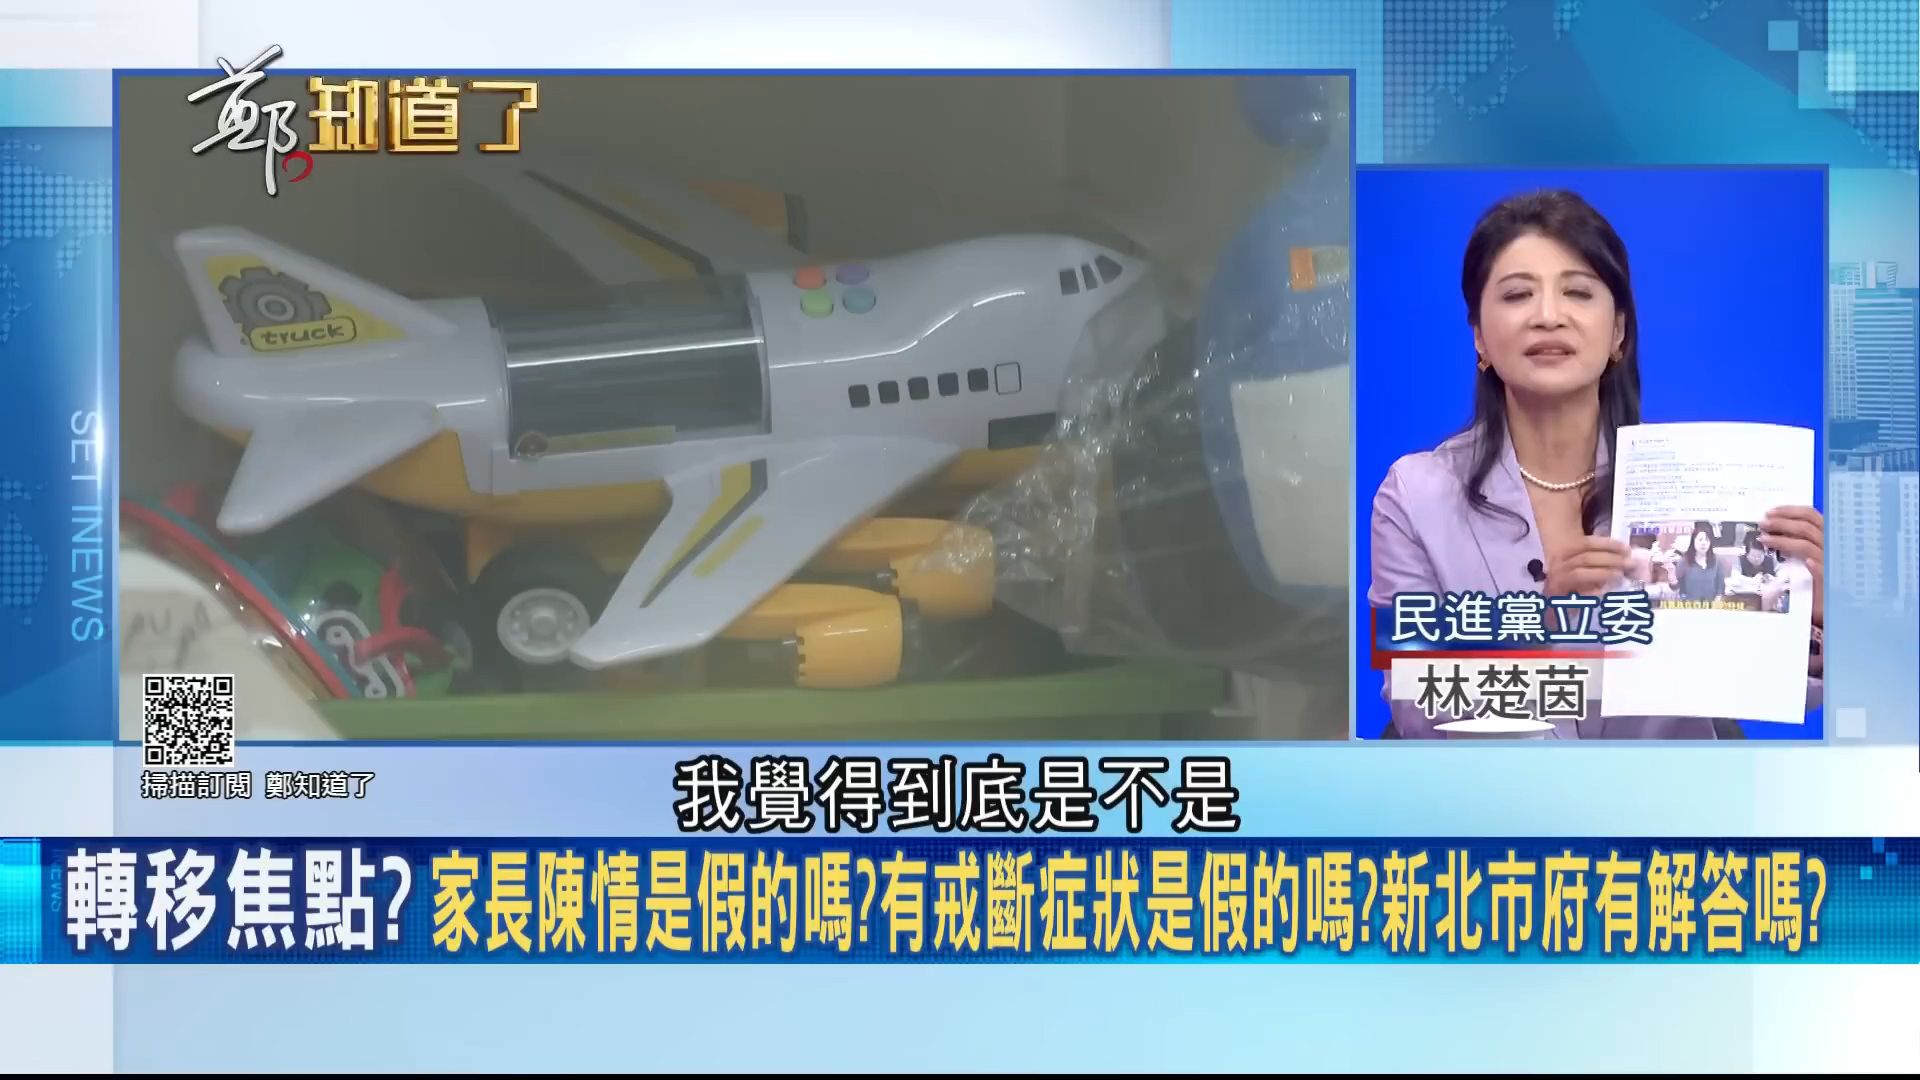 鄭知道了
truck
SET iNEWS
民進黨立委
林楚茵
掃描訂閱 鄭知道了
我覺得到底是不是
轉移焦點?家長陳情是假的嗎?有戒斷症狀是假的嗎?新北市府有解答嗎?